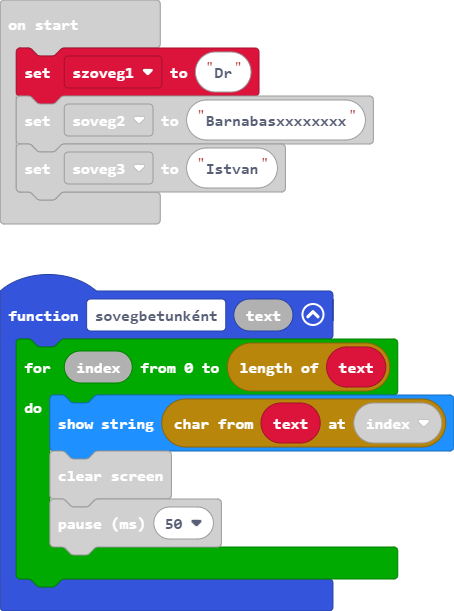 on start
set szoveg1 to "Dr"
set soveg2 to "Barnabasxxxxxxxx"
set soveg3 to "Istvan"
function sovegbetunként text
for index from 0 to length of text
do
show string char from text at index
clear screen
pause (ms) 50